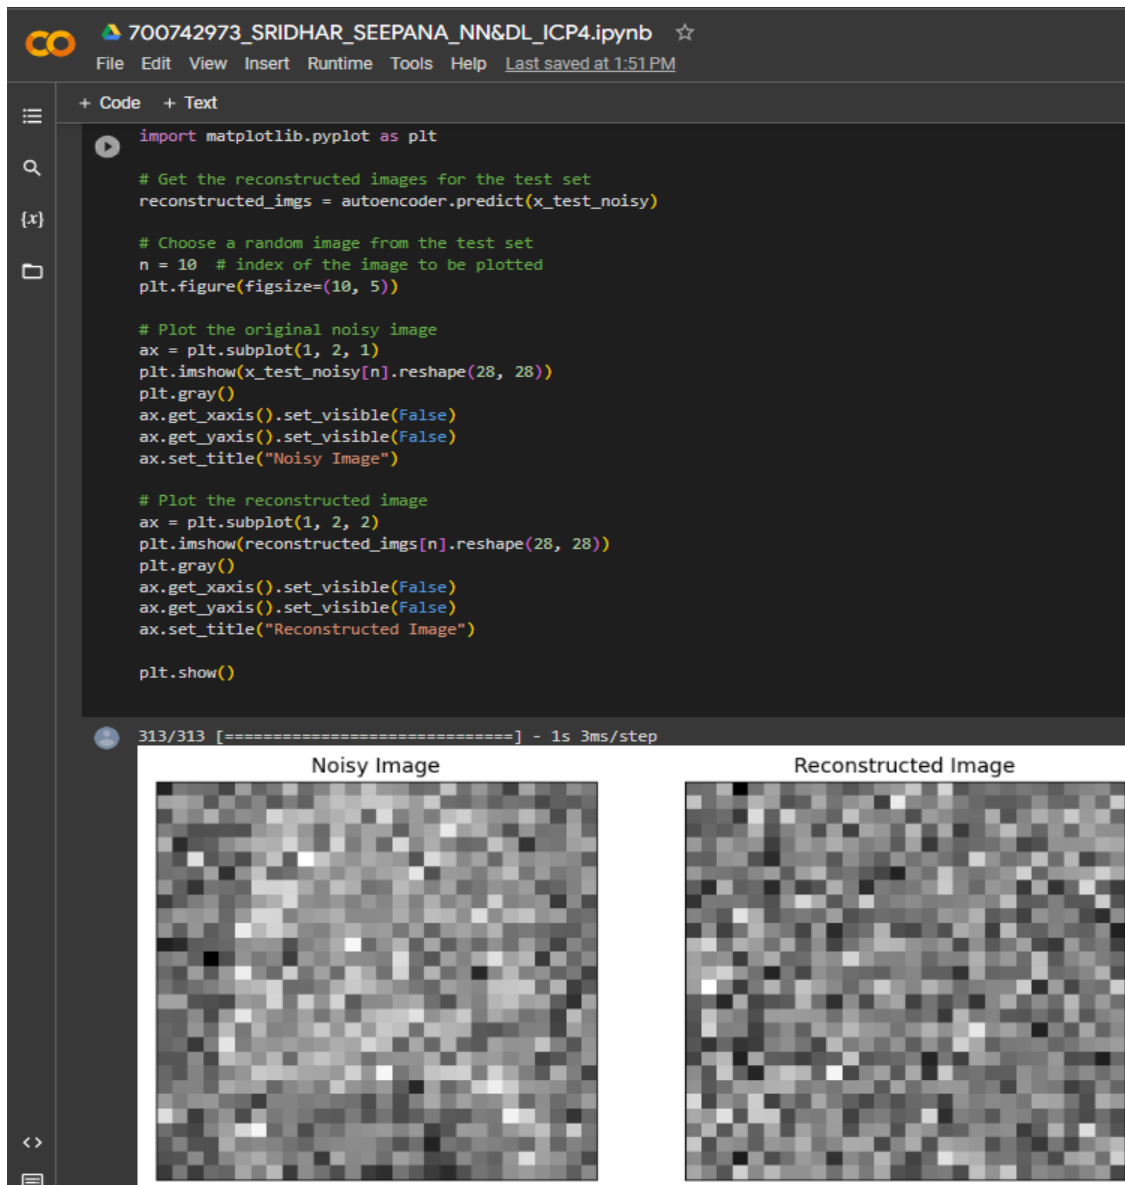 700742973_SRIDHAR_SEEPANA_NN&DL_ICP4.ipynb
File Edit View Insert Runtime Tools Help Last saved at 1:51 PM
+ Code + Text
import matplotlib.pyplot as plt
# Get the reconstructed images for the test set
reconstructed_imgs = autoencoder.predict(x_test_noisy)
{x}
# Choose a random image from the test set
n = 10  # index of the image to be plotted
plt.figure(figsize=(10, 5))
# Plot the original noisy image
ax = plt.subplot(1, 2, 1)
plt.imshow(x_test_noisy[n].reshape(28, 28))
plt.gray()
ax.get_xaxis().set_visible(False)
ax.get_yaxis().set_visible(False)
ax.set_title("Noisy Image")
# Plot the reconstructed image
ax = plt.subplot(1, 2, 2)
plt.imshow(reconstructed_imgs[n].reshape(28, 28))
plt.gray()
ax.get_xaxis().set_visible(False)
ax.get_yaxis().set_visible(False)
ax.set_title("Reconstructed Image")
plt.show()
313/313 [==============================] - 1s 3ms/step
Noisy Image Reconstructed Image